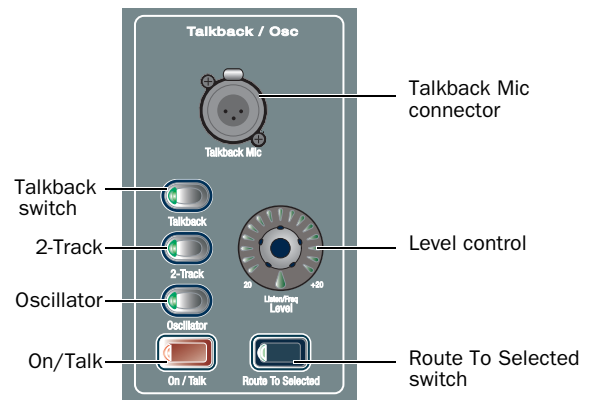 Talkback / Osc
Talkback Mic
connector
Talkback Mic
Talkback
switch
Talkback
2-Track
2-Track
Level control
20
+20
Listen/Freq
Level
Oscillator
Oscillator
On/Talk
On / Talk
Route To Selected
Route To Selected
switch